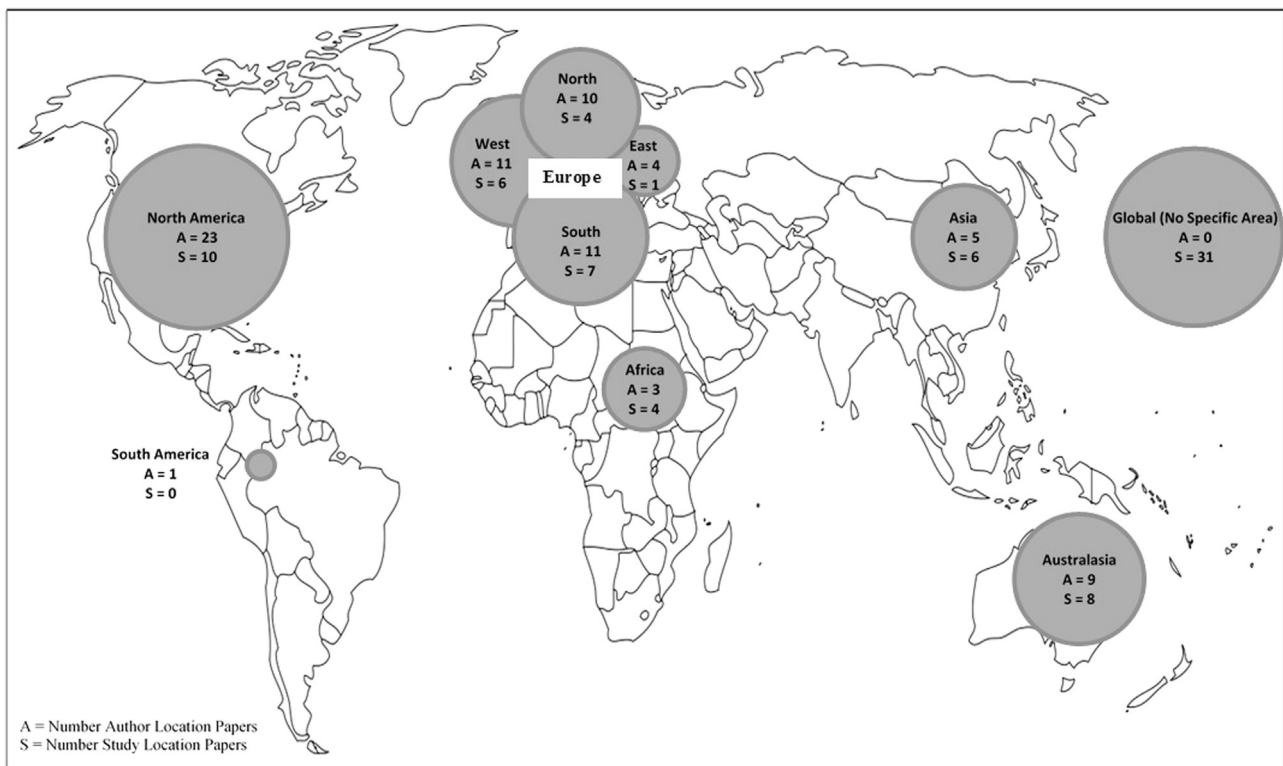 North
A = 10
S = 4
West
A = 11
S = 6
East
A = 4
S = 1
Europe
South
A = 11
S = 7
North America
A = 23
S = 10
Asia
A = 5
S = 6
Global (No Specific Area)
A = 0
S = 31
Africa
A = 3
S = 4
South America
A = 1
S = 0
Australasia
A = 9
S = 8
A = Number Author Location Papers
S = Number Study Location Papers